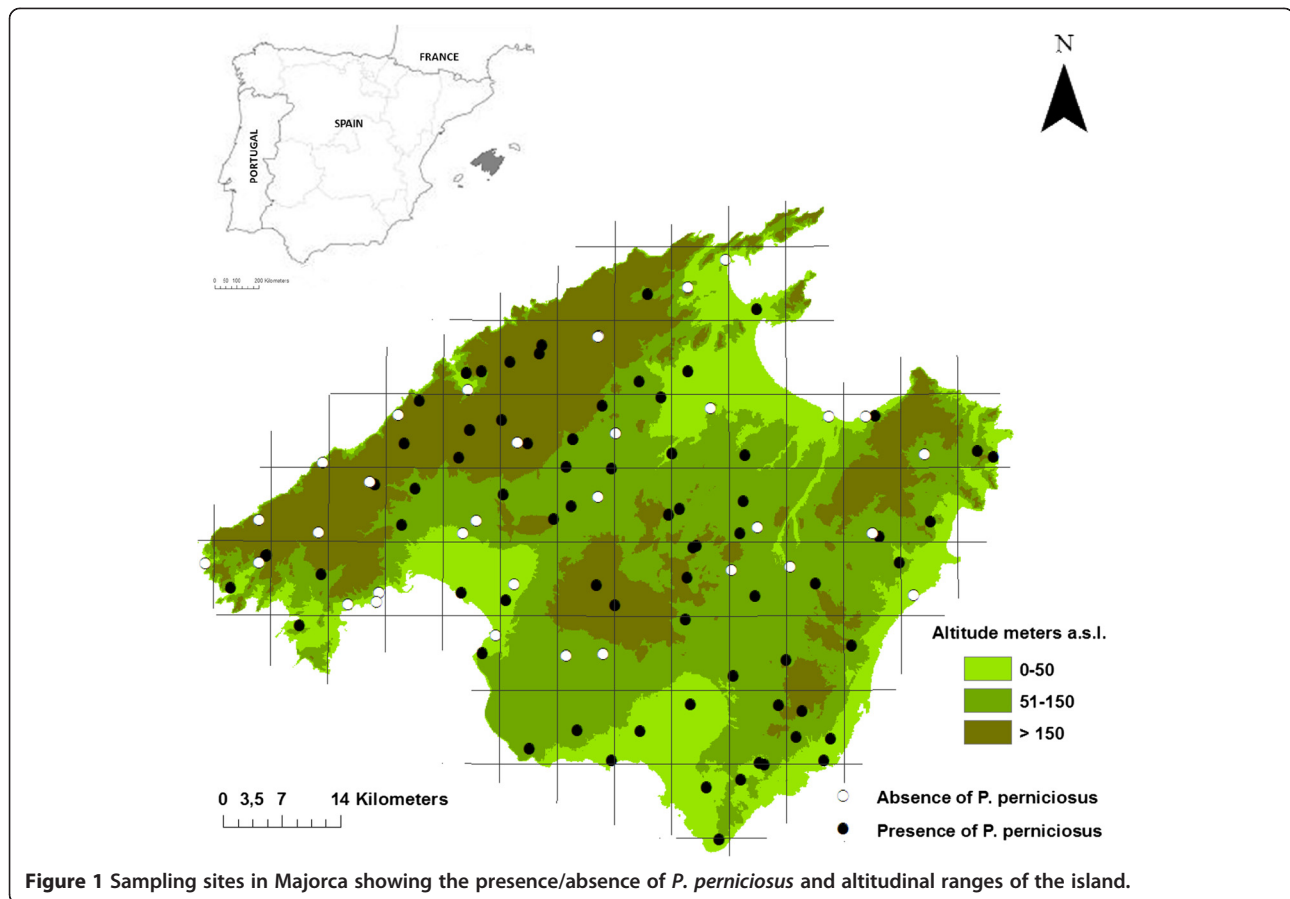 FRANCE
SPAIN
PORTUGAL
0 50 100 200 Kilometers
N
Altitude meters a.s.l.
0-50
51-150
> 150
0 3,5 7 14 Kilometers
Absence of P. perniciosus
Presence of P. perniciosus
Figure 1 Sampling sites in Majorca showing the presence/absence of P. perniciosus and altitudinal ranges of the island.